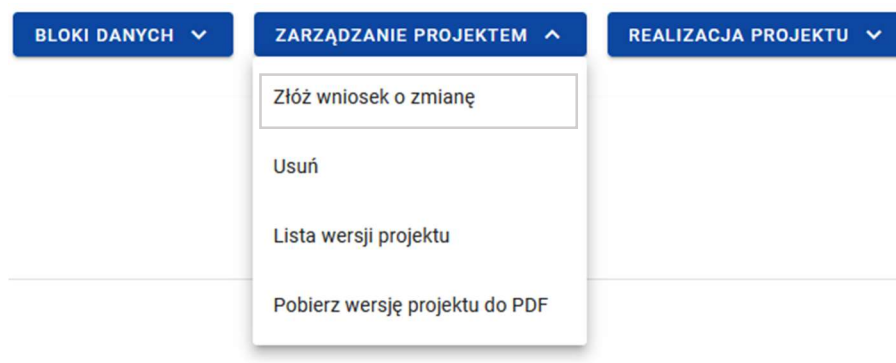 BLOKI DANYCH
ZARZĄDZANIE PROJEKTEM
REALIZACJA PROJEKTU
Złóż wniosek o zmianę
Usuń
Lista wersji projektu
Pobierz wersję projektu do PDF